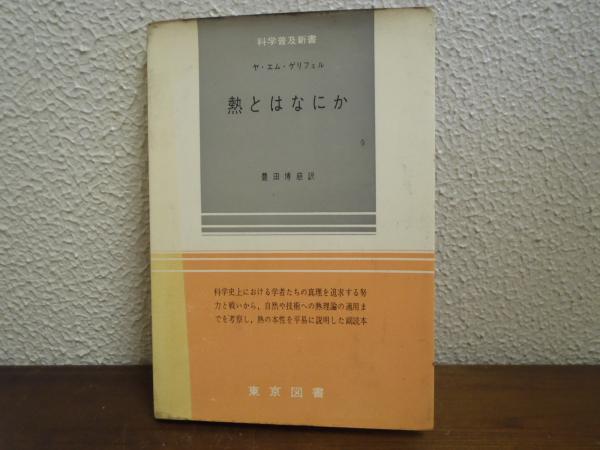 科学普及新書
ヤ・エム・ゲリフェル
熱とはなにか
豊田博慈訳
科学史上における学者たちの真理を追求する努
力と戦いから，自然や技術への熱理論の適用ま
でを考察し，熱の本性を平易に説明した副読本
東京図書